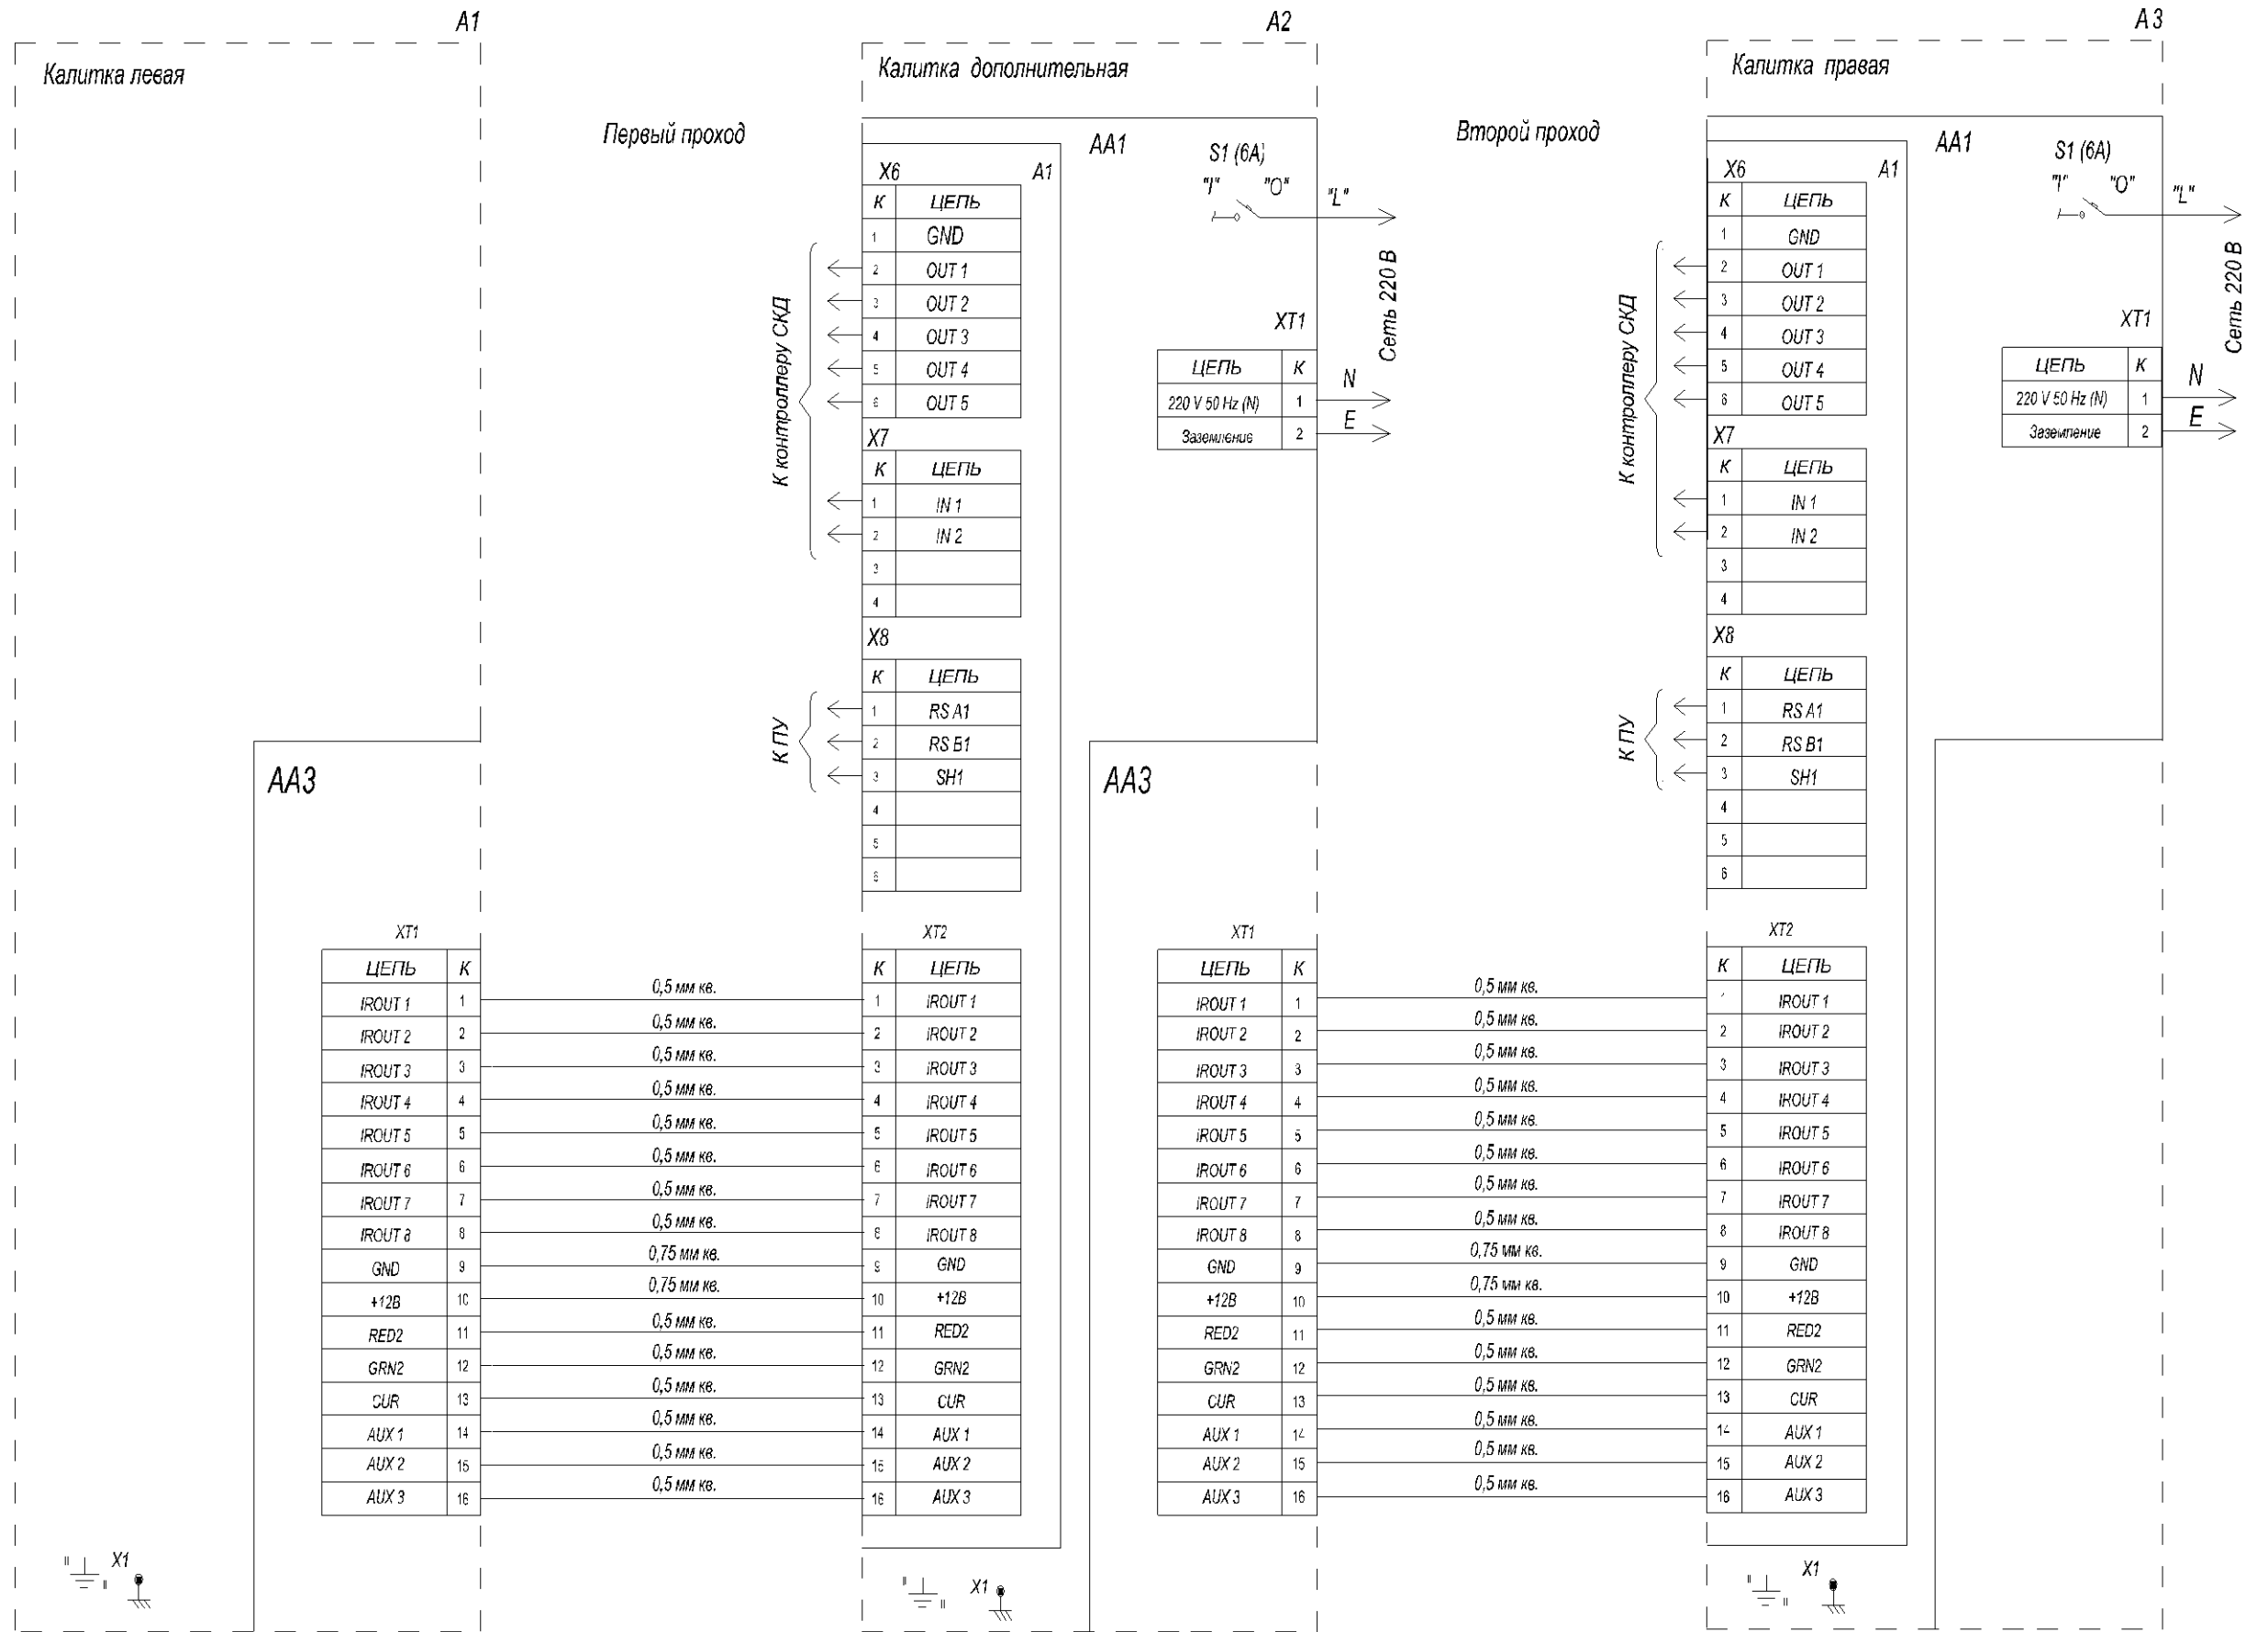 A1
Калитка левая
AA3
XT1
ЦЕПЬ K
IROUT 1 1
IROUT 2 2
IROUT 3 3
IROUT 4 4
IROUT 5 5
IROUT 6 6
IROUT 7 7
IROUT 8 8
GND 9
+12В 10
RED2 11
GRN2 12
CUR 13
AUX 1 14
AUX 2 15
AUX 3 16
X1
Первый проход
0,5 мм кв.
0,5 мм кв.
0,5 мм кв.
0,5 мм кв.
0,5 мм кв.
0,5 мм кв.
0,5 мм кв.
0,5 мм кв.
0,75 мм кв.
0,75 мм кв.
0,5 мм кв.
0,5 мм кв.
0,5 мм кв.
0,5 мм кв.
0,5 мм кв.
0,5 мм кв.
A2
Калитка дополнительная
AA1
A1
X6
K ЦЕПЬ
1 GND
2 OUT 1
3 OUT 2
4 OUT 3
5 OUT 4
6 OUT 5
X7
K ЦЕПЬ
1 IN 1
2 IN 2
3
4
К контроллеру СКД
X8
K ЦЕПЬ
1 RS A1
2 RS B1
3 SH1
4
5
6
К ПУ
XT2
K ЦЕПЬ
1 IROUT 1
2 IROUT 2
3 IROUT 3
4 IROUT 4
5 IROUT 5
6 IROUT 6
7 IROUT 7
8 IROUT 8
9 GND
10 +12В
11 RED2
12 GRN2
13 CUR
14 AUX 1
15 AUX 2
16 AUX 3
X1
S1 (6A)
"I" "O" "L"
Сеть 220 В
XT1
ЦЕПЬ K
220 V 50 Hz (N) 1 N
Заземление 2 E
AA3
XT1
ЦЕПЬ K
IROUT 1 1
IROUT 2 2
IROUT 3 3
IROUT 4 4
IROUT 5 5
IROUT 6 6
IROUT 7 7
IROUT 8 8
GND 9
+12В 10
RED2 11
GRN2 12
CUR 13
AUX 1 14
AUX 2 15
AUX 3 16
Второй проход
0,5 мм кв.
0,5 мм кв.
0,5 мм кв.
0,5 мм кв.
0,5 мм кв.
0,5 мм кв.
0,5 мм кв.
0,5 мм кв.
0,75 мм кв.
0,75 мм кв.
0,5 мм кв.
0,5 мм кв.
0,5 мм кв.
0,5 мм кв.
0,5 мм кв.
0,5 мм кв.
A3
Калитка правая
AA1
A1
X6
K ЦЕПЬ
1 GND
2 OUT 1
3 OUT 2
4 OUT 3
5 OUT 4
6 OUT 5
X7
K ЦЕПЬ
1 IN 1
2 IN 2
3
4
К контроллеру СКД
X8
K ЦЕПЬ
1 RS A1
2 RS B1
3 SH1
4
5
6
К ПУ
XT2
K ЦЕПЬ
1 IROUT 1
2 IROUT 2
3 IROUT 3
4 IROUT 4
5 IROUT 5
6 IROUT 6
7 IROUT 7
8 IROUT 8
9 GND
10 +12В
11 RED2
12 GRN2
13 CUR
14 AUX 1
15 AUX 2
16 AUX 3
X1
S1 (6A)
"I" "O" "L"
Сеть 220 В
XT1
ЦЕПЬ K
220 V 50 Hz (N) 1 N
Заземление 2 E